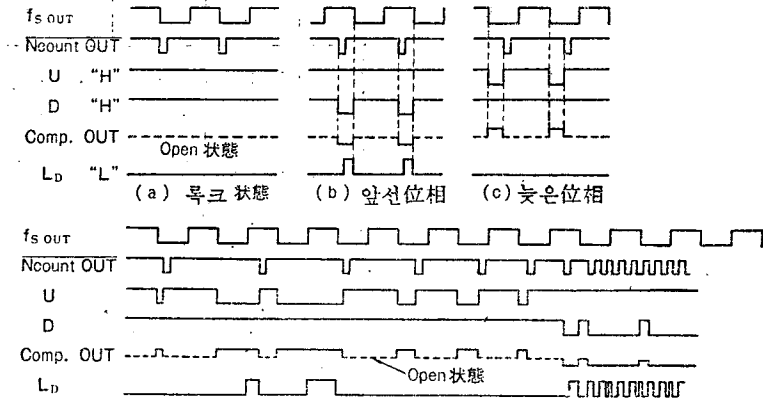 fS OUT
Ncount OUT
U "H"
D "H"
Comp. OUT
Open 状態
LD "L"
(a) 록크 状態 (b) 앞선位相 (c) 늦은位相
fS OUT
Ncount OUT
U
D
Comp. OUT
Open 状態
LD